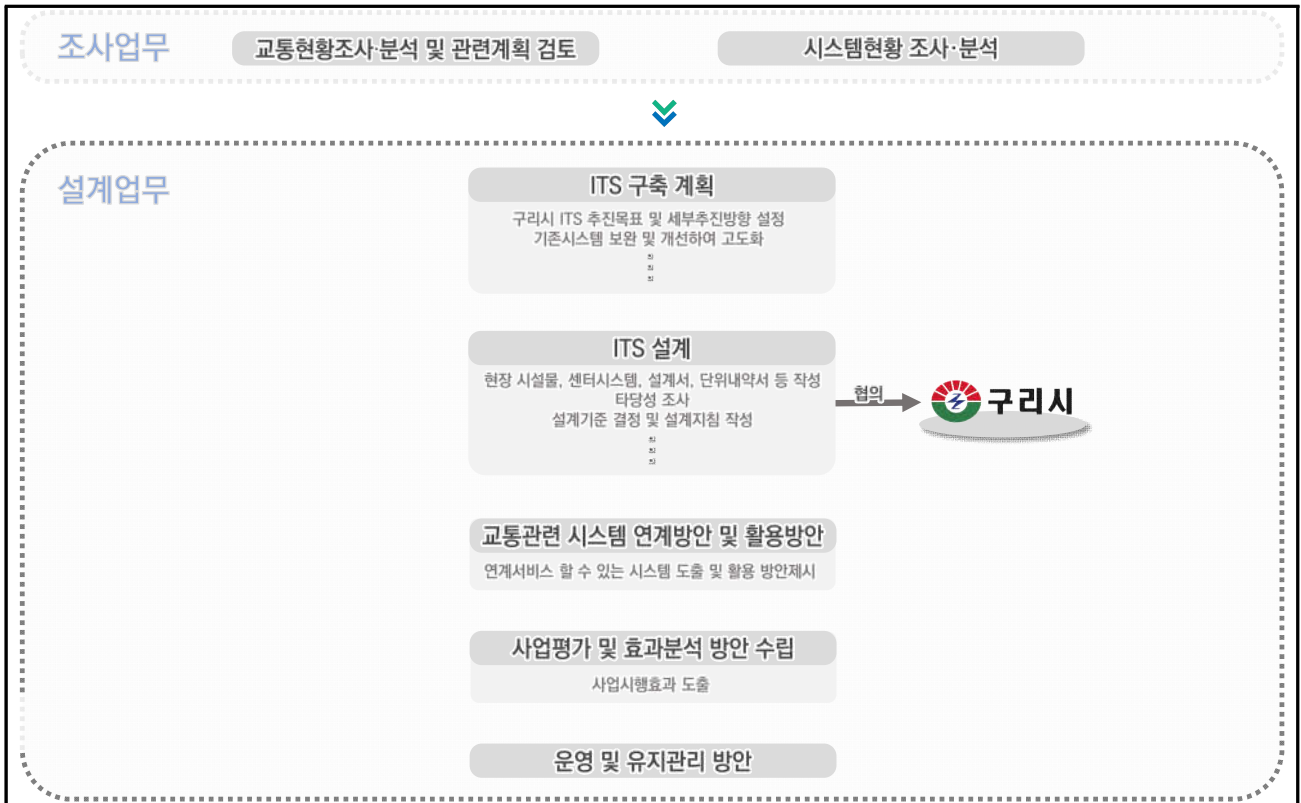 조사업무
교통현황조사·분석 및 관련계획 검토
시스템현황 조사·분석
설계업무
ITS 구축 계획
구리시 ITS 추진목표 및 세부추진방향 설정
기존시스템 보완 및 개선하여 고도화
ITS 설계
현장 시설물, 센터시스템, 설계서, 단위내약서 등 작성
타당성 조사
설계기준 결정 및 설계지침 작성
협의
구리시
교통관련 시스템 연계방안 및 활용방안
연계서비스 할 수 있는 시스템 도출 및 활용 방안제시
사업평가 및 효과분석 방안 수립
사업시행효과 도출
운영 및 유지관리 방안